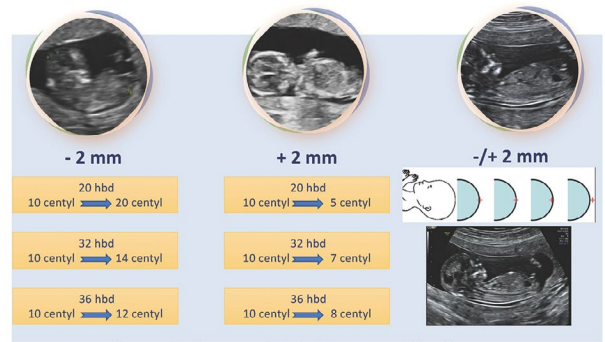 - 2 mm
20 hbd
10 centyl 20 centyl
32 hbd
10 centyl 14 centyl
36 hbd
10 centyl 12 centyl
+ 2 mm
20 hbd
10 centyl 5 centyl
32 hbd
10 centyl 7 centyl
36 hbd
10 centyl 8 centyl
-/+ 2 mm